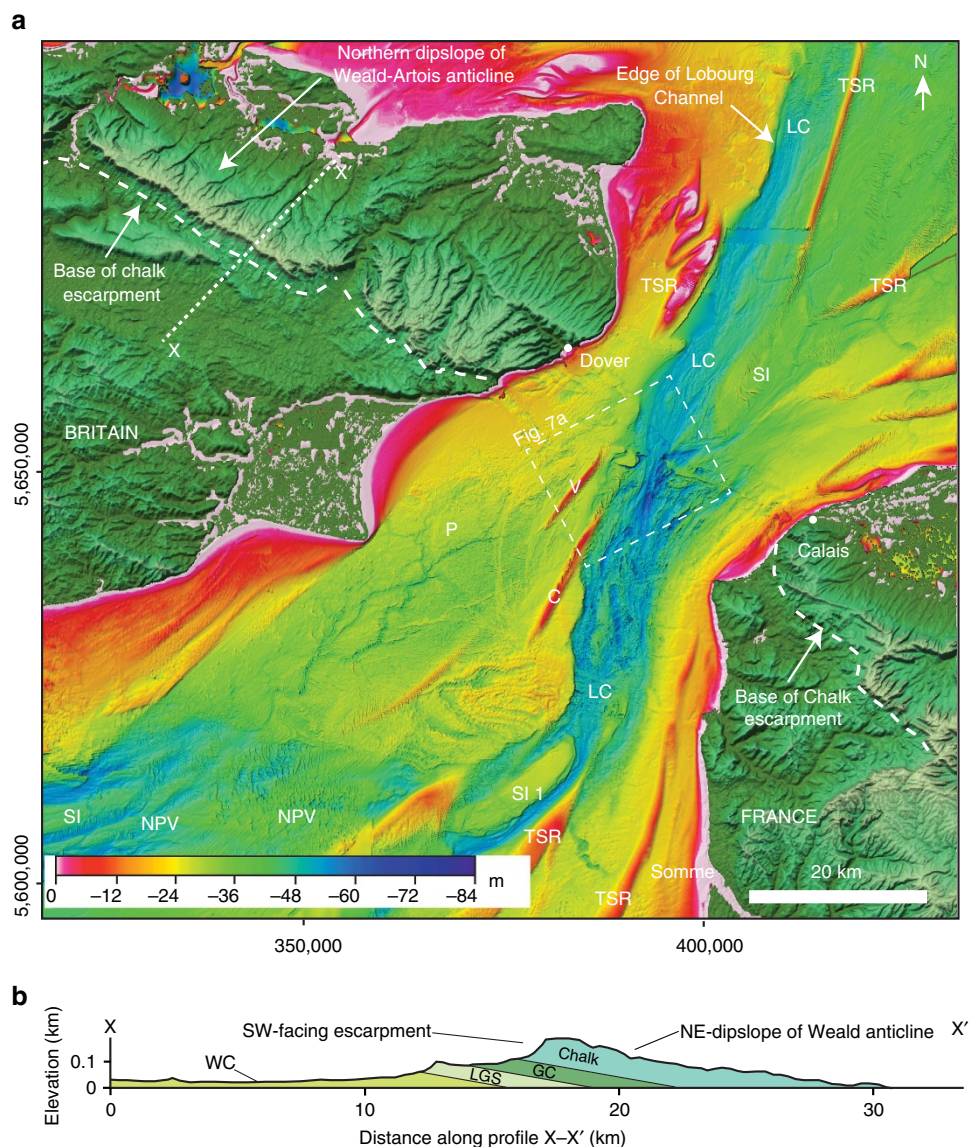 a
Northern dipslope of
Weald-Artois anticline
Edge of Lobourg
Channel
TSR
N
LC
X′
Base of chalk
escarpment
TSR
TSR
X
Dover
LC
SI
BRITAIN
Fig. 7a
V
P
Calais
C
LC
Base of Chalk
escarpment
SI 1
SI
NPV
NPV
TSR
FRANCE
Somme
TSR
20 km
0
–12
–24
–36
–48
–60
–72
–84
m
5,650,000
5,600,000
350,000
400,000
b
Elevation (km)
X
SW-facing escarpment
NE-dipslope of Weald anticline
X′
0.1
0
WC
LGS
GC
Chalk
0
10
20
30
Distance along profile X–X′ (km)